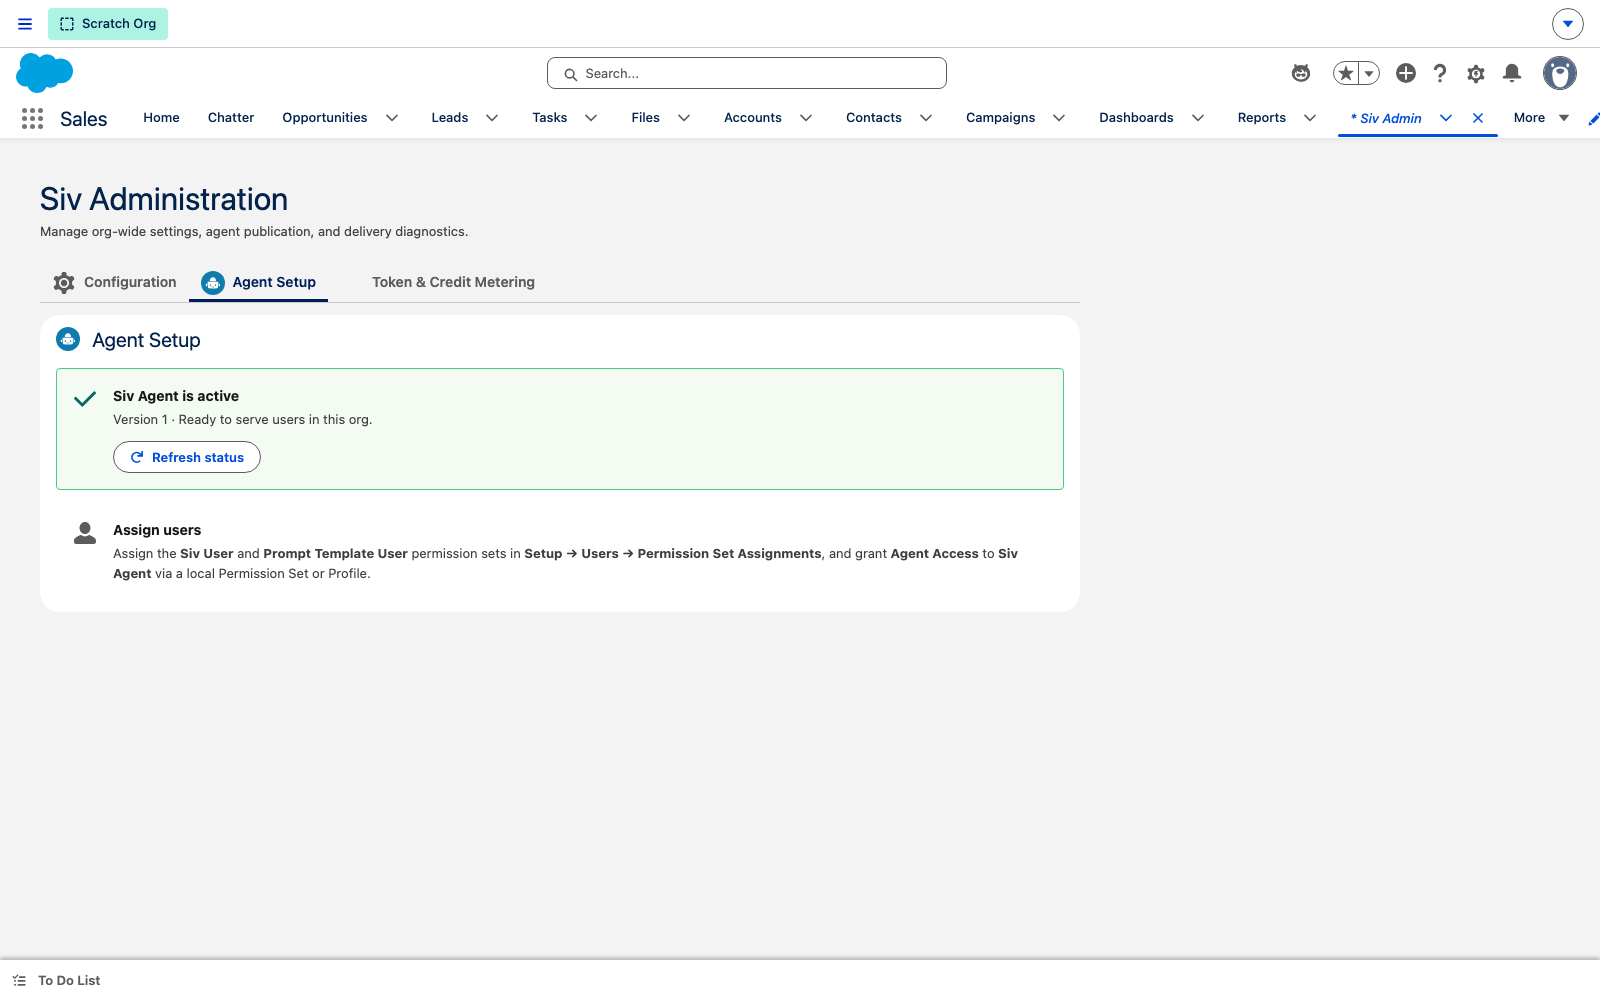 Scratch Org
Search...
Sales
Home
Chatter
Opportunities
Leads
Tasks
Files
Accounts
Contacts
Campaigns
Dashboards
Reports
* Siv Admin
More
Siv Administration
Manage org-wide settings, agent publication, and delivery diagnostics.
Configuration
Agent Setup
Token & Credit Metering
Agent Setup
Siv Agent is active
Version 1 · Ready to serve users in this org.
Refresh status
Assign users
Assign the Siv User and Prompt Template User permission sets in Setup → Users → Permission Set Assignments, and grant Agent Access to Siv
Agent via a local Permission Set or Profile.
To Do List